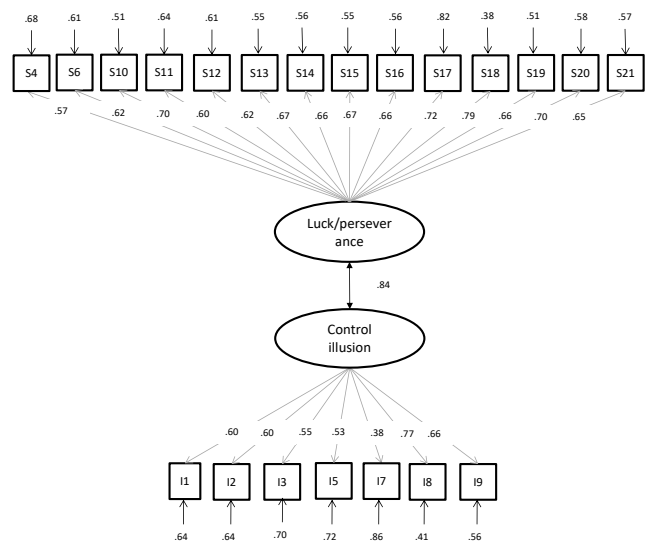 .68 .61 .51 .64 .61 .55 .56 .55 .56 .82 .38 .51 .58 .57
S4 S6 S10 S11 S12 S13 S14 S15 S16 S17 S18 S19 S20 S21
.57 .62 .70 .60 .62 .67 .66 .67 .66 .72 .79 .66 .70 .65
Luck/persever
ance
.84
Control
illusion
.60 .60 .55 .53 .38 .77 .66
I1 I2 I3 I5 I7 I8 I9
.64 .64 .70 .72 .86 .41 .56